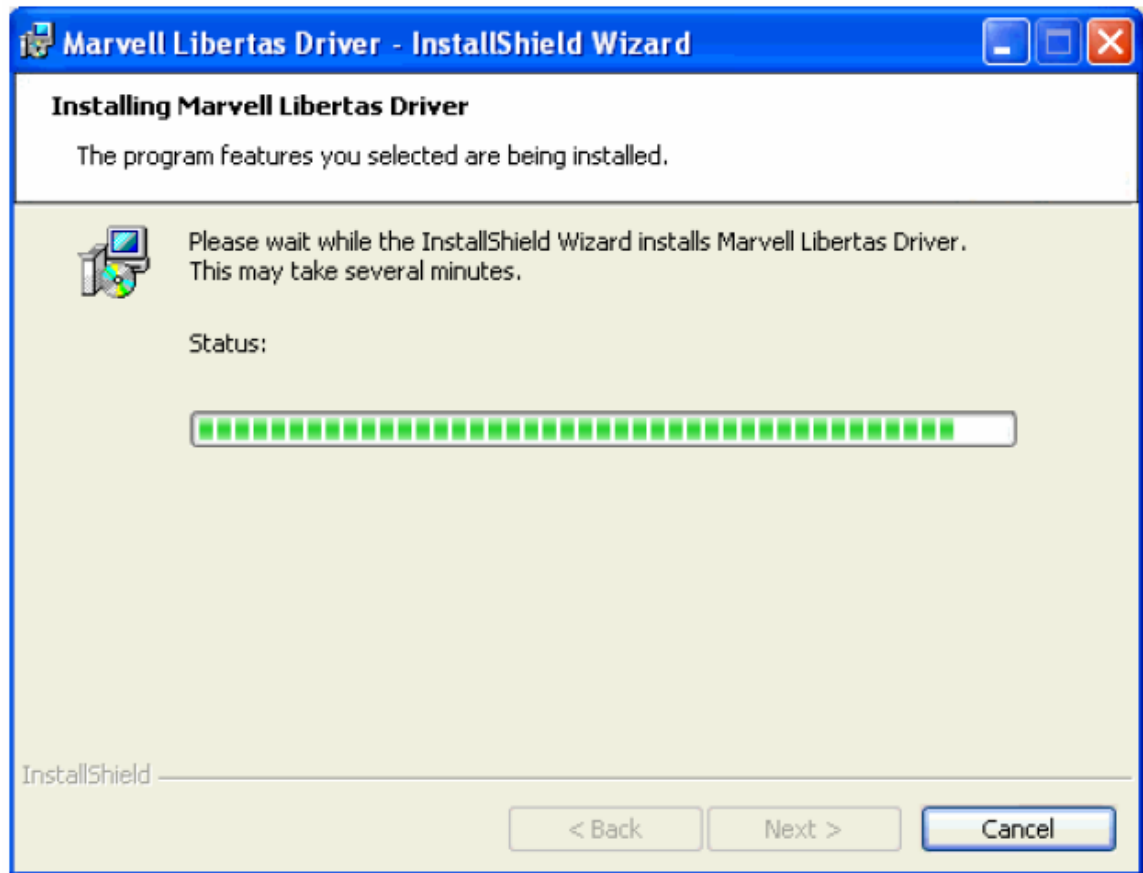 Marvell Libertas Driver - InstallShield Wizard
Installing Marvell Libertas Driver
The program features you selected are being installed.
Please wait while the InstallShield Wizard installs Marvell Libertas Driver.
This may take several minutes.
Status:
InstallShield
< Back
Next >
Cancel